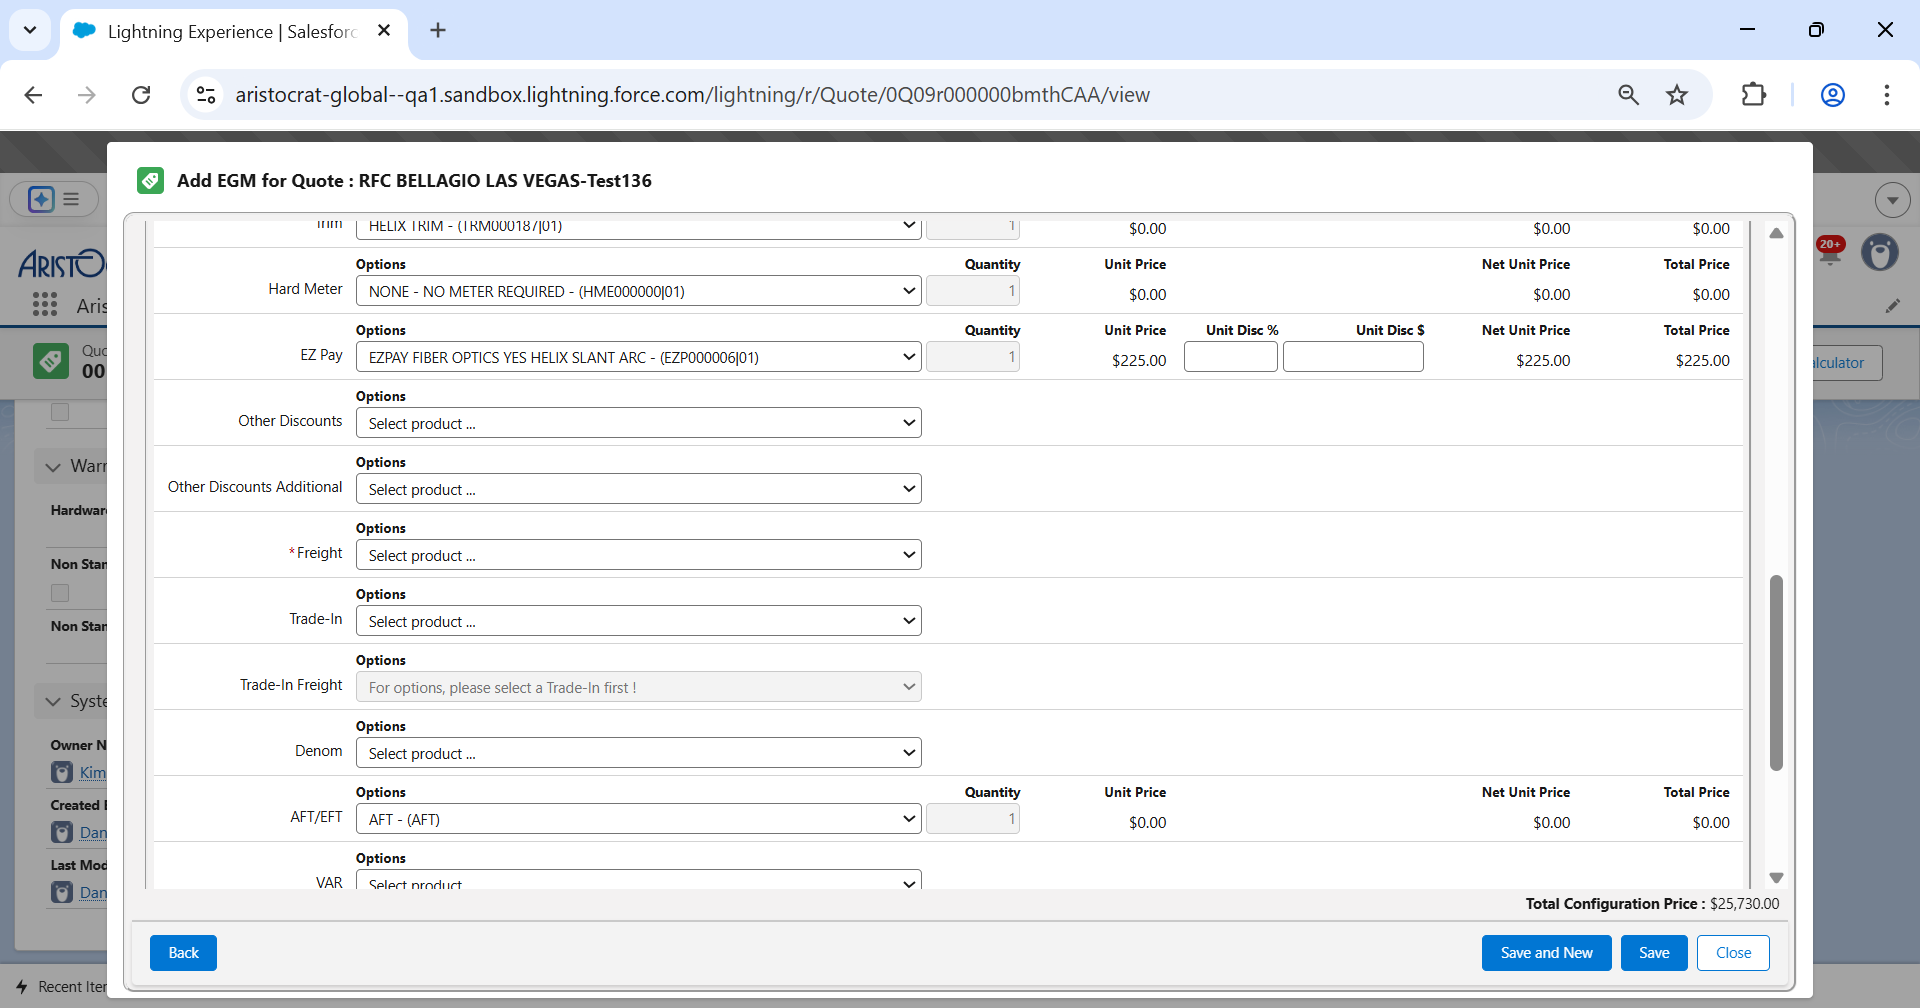 Lightning Experience | Salesforc
aristocrat-global--qa1.sandbox.lightning.force.com/lightning/r/Quote/0Q09r000000bmthCAA/view
Add EGM for Quote : RFC BELLAGIO LAS VEGAS-Test136
Trim HELIX TRIM - (TRM000187|01) 1 $0.00 $0.00 $0.00
Options Quantity Unit Price Net Unit Price Total Price
Hard Meter NONE - NO METER REQUIRED - (HME000000|01) 1 $0.00 $0.00 $0.00
Options Quantity Unit Price Unit Disc % Unit Disc $ Net Unit Price Total Price
EZ Pay EZPAY FIBER OPTICS YES HELIX SLANT ARC - (EZP000006|01) 1 $225.00 $225.00 $225.00
Options
Other Discounts Select product ...
Options
Other Discounts Additional Select product ...
Options
*Freight Select product ...
Options
Trade-In Select product ...
Options
Trade-In Freight For options, please select a Trade-In first !
Options
Denom Select product ...
Options Quantity Unit Price Net Unit Price Total Price
AFT/EFT AFT - (AFT) 1 $0.00 $0.00 $0.00
Options
VAR Select product
Total Configuration Price : $25,730.00
Back Save and New Save Close
ARISTO
Aris
20+
Quo
00
alculator
Warr
Hardwar
Non Stan
Non Stan
Syste
Owner N
Kim
Created B
Dan
Last Mod
Dan
Recent Iter